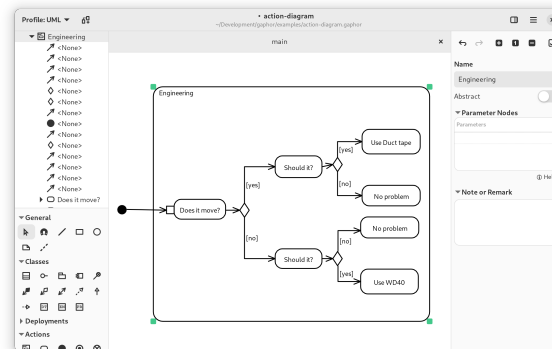 Profile: UML
• action-diagram
~/Development/gaphor/examples/action-diagram.gaphor
Engineering
<None>
<None>
<None>
<None>
<None>
<None>
<None>
<None>
<None>
<None>
<None>
<None>
<None>
<None>
Does it move?
General
Classes
Deployments
Actions
main
Engineering
Use Duct tape
[yes]
Should it?
[yes]
[no]
No problem
Does it move?
No problem
[no]
[no]
Should it?
[yes]
Use WD40
Name
Engineering
Abstract
Parameter Nodes
Parameters
Note or Remark